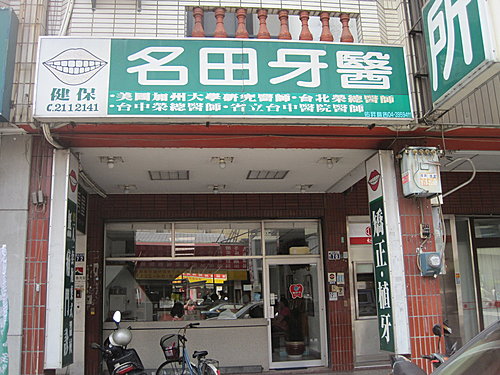 名田牙醫
健保
2112141
·美國加州大學研究醫師·台北榮總醫師
·台中榮總醫師·省立台中醫院醫師
所
矯正·植牙